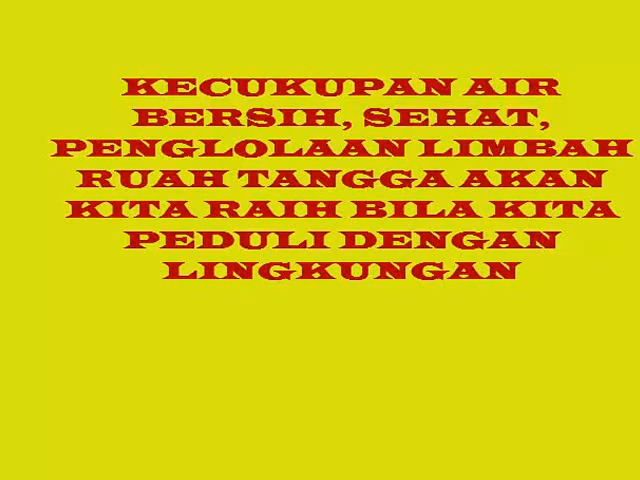 KECUKUPAN AIR
BERSIH, SEHAT,
PENGLOLAAN LIMBAH
RUAH TANGGA AKAN
KITA RAIH BILA KITA
PEDULI DENGAN
LINGKUNGAN